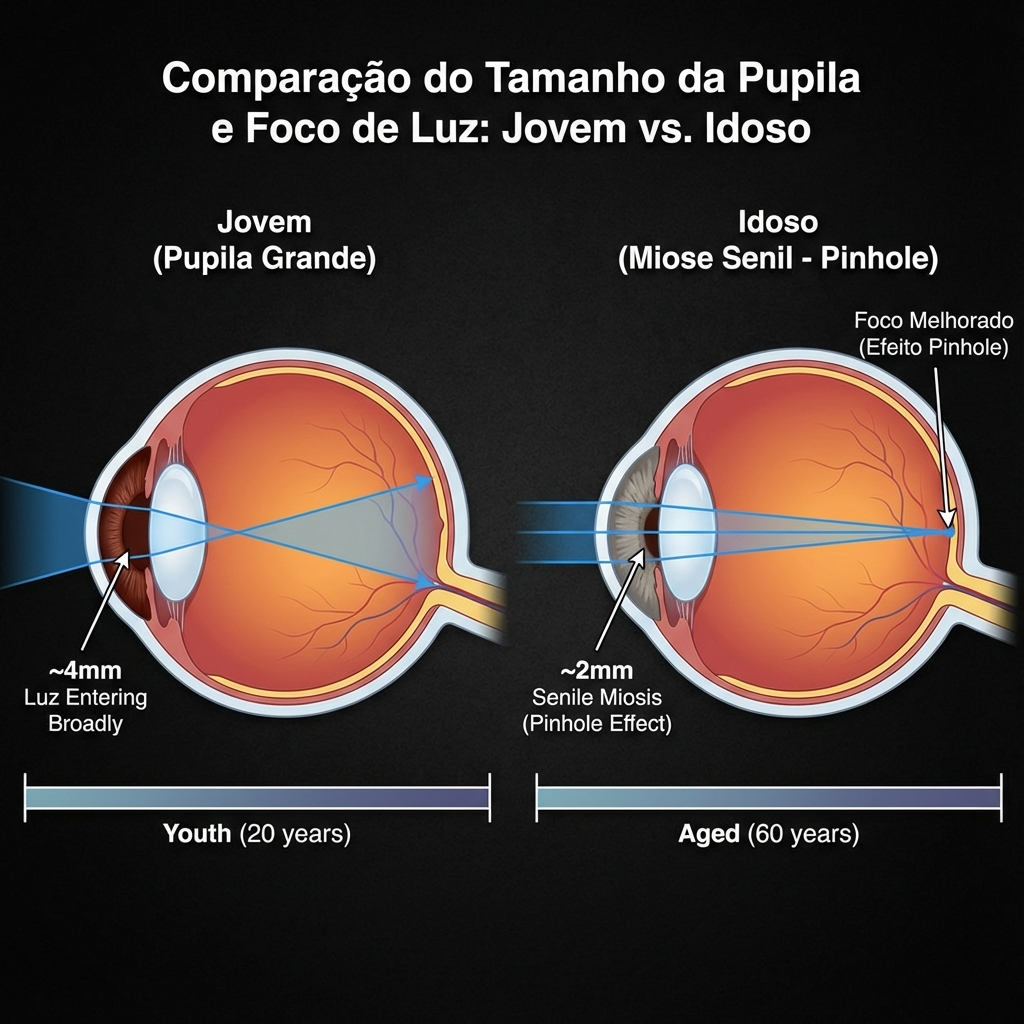 Comparação do Tamanho da Pupila
e Foco de Luz: Jovem vs. Idoso
Jovem
(Pupila Grande)
Idoso
(Miose Senil - Pinhole)
Foco Melhorado
(Efeito Pinhole)
~4mm
Luz Entering
Broadly
~2mm
Senile Miosis
(Pinhole Effect)
Youth (20 years)
Aged (60 years)